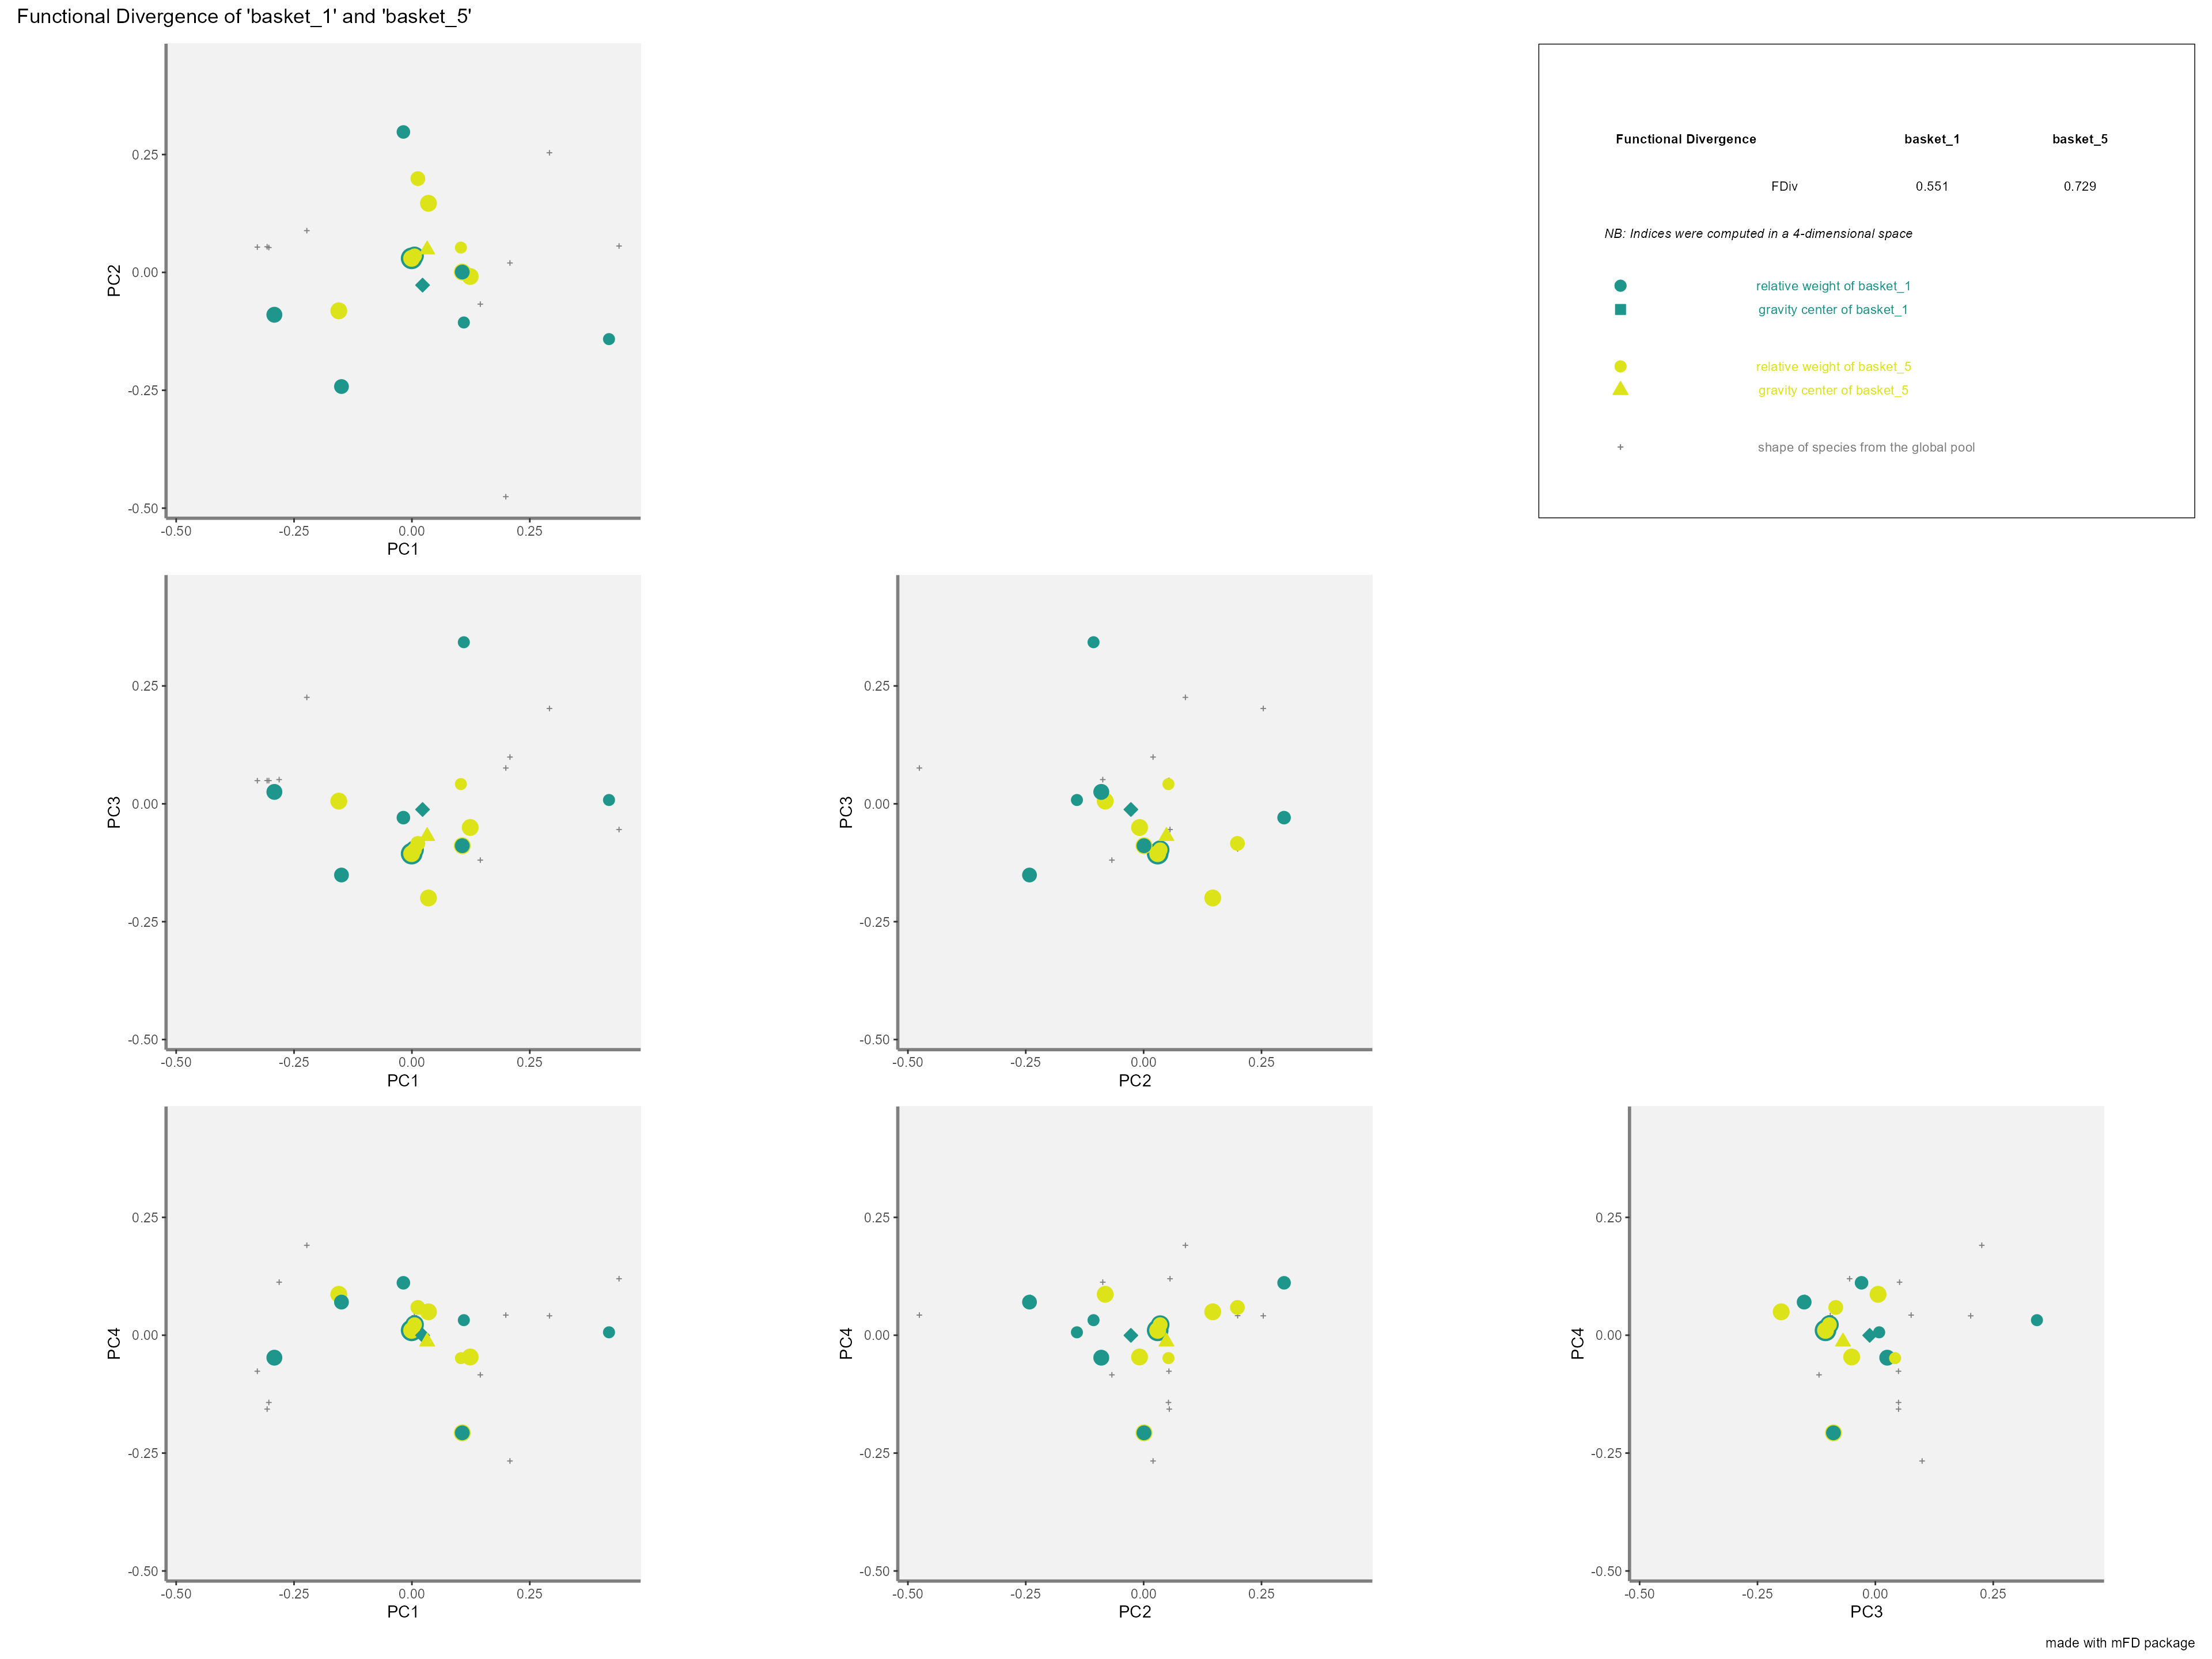 Functional Divergence of 'basket_1' and 'basket_5'
0.25
0.00
-0.25
-0.50
PC2
-0.50 -0.25 0.00 0.25
PC1
Functional Divergence basket_1 basket_5
FDiv 0.551 0.729
NB: Indices were computed in a 4-dimensional space
relative weight of basket_1
gravity center of basket_1
relative weight of basket_5
gravity center of basket_5
shape of species from the global pool
0.25
0.00
-0.25
-0.50
PC3
-0.50 -0.25 0.00 0.25
PC1
0.25
0.00
-0.25
-0.50
PC3
-0.50 -0.25 0.00 0.25
PC2
0.25
0.00
-0.25
-0.50
PC4
-0.50 -0.25 0.00 0.25
PC1
0.25
0.00
-0.25
-0.50
PC4
-0.50 -0.25 0.00 0.25
PC2
0.25
0.00
-0.25
-0.50
PC4
-0.50 -0.25 0.00 0.25
PC3
made with mFD package